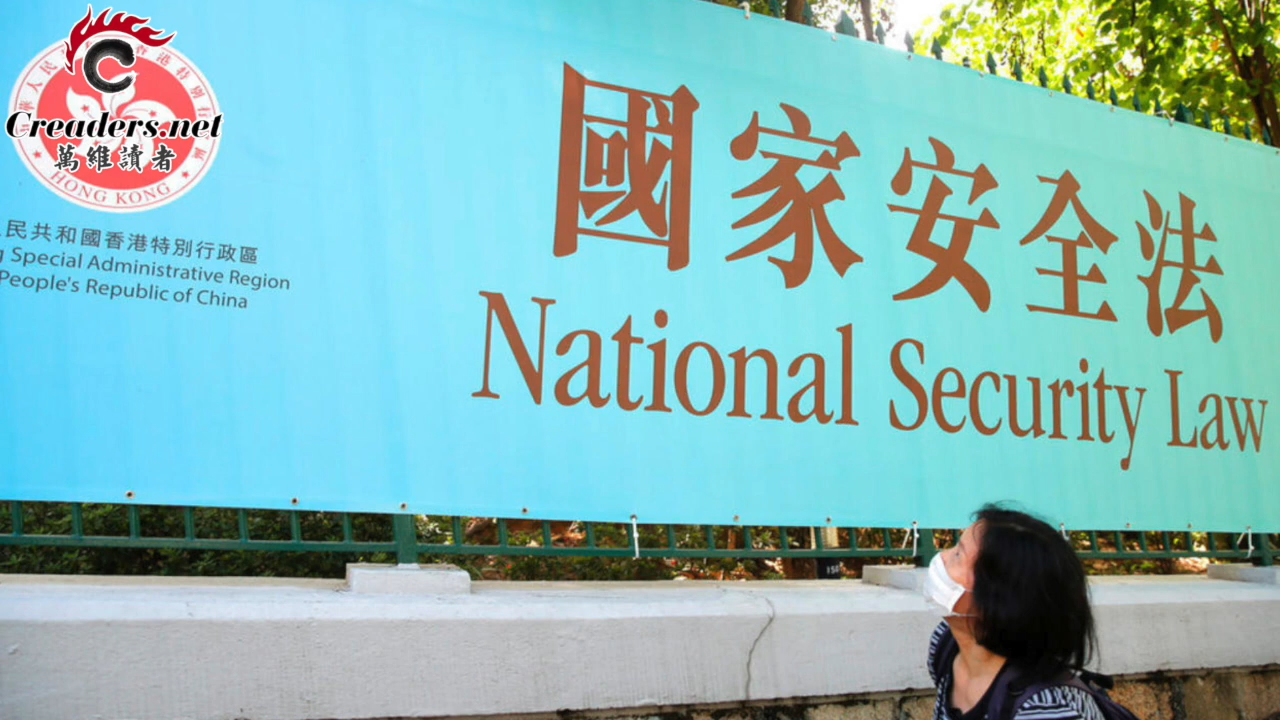 Creaders.net
萬維讀者
HONG KONG
民共和國香港特別行政區
Special Administrative Region
People's Republic of China
國家安全法
National Security Law
150